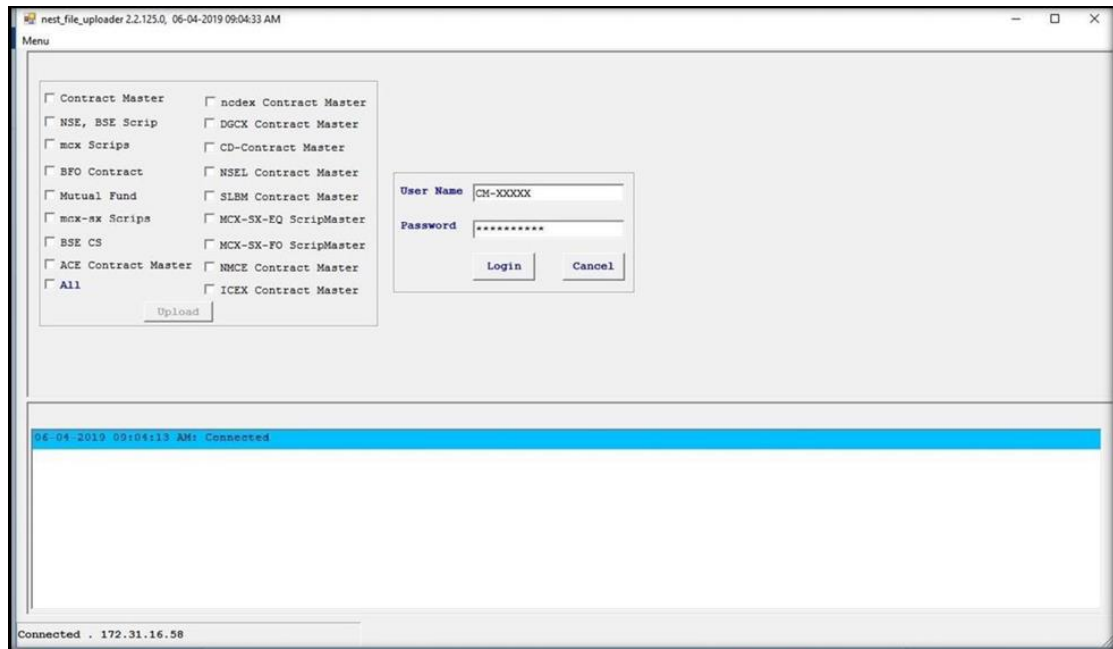 nest_file_uploader 2.2.125.0, 06-04-2019 09:04:33 AM
Menu
Contract Master
NSE, BSE Scrip
mcx Scrips
BFO Contract
Mutual Fund
mcx-sx Scrips
BSE CS
ACE Contract Master
All
ncdex Contract Master
DGCX Contract Master
CD-Contract Master
NSEL Contract Master
SLBM Contract Master
MCX-SX-EQ ScripMaster
MCX-SX-FO ScripMaster
NMCE Contract Master
ICEX Contract Master
Upload
User Name CM-XXXXX
Password **********
Login Cancel
06-04-2019 09:04:13 AM: Connected
Connected . 172.31.16.58